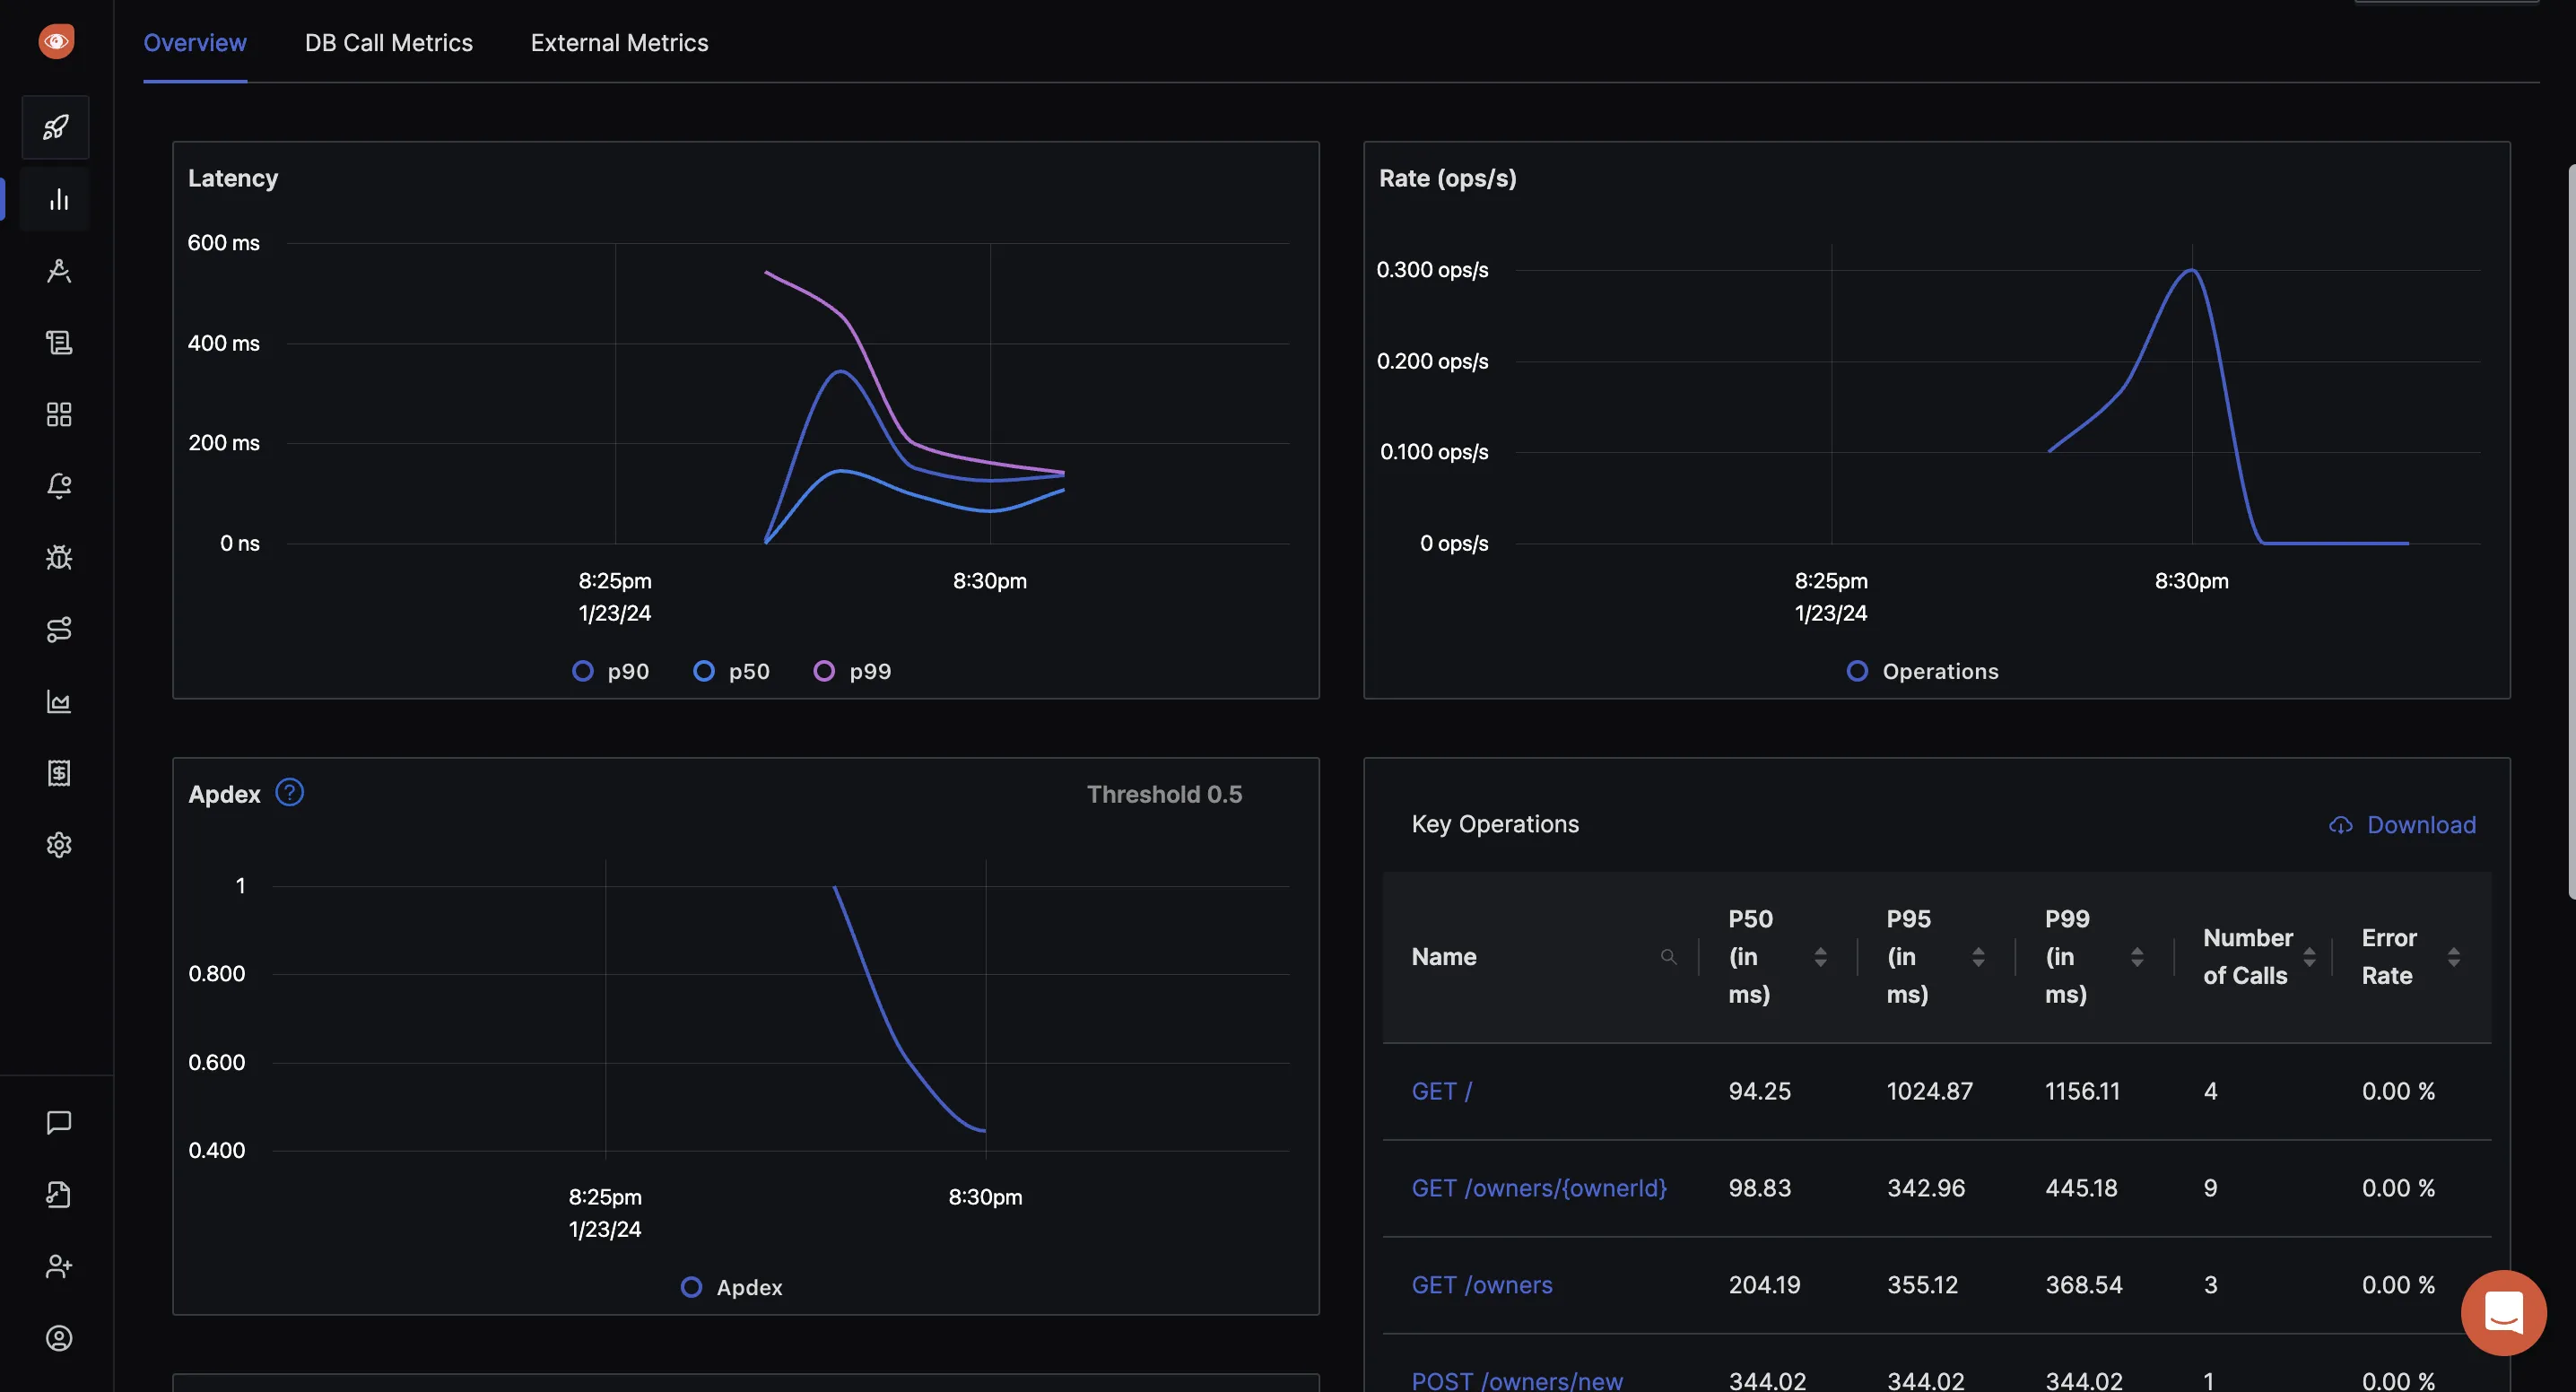 Overview
DB Call Metrics
External Metrics
Latency
600 ms
400 ms
200 ms
0 ns
8:25pm
1/23/24
8:30pm
p90
p50
p99
Rate (ops/s)
0.300 ops/s
0.200 ops/s
0.100 ops/s
0 ops/s
8:25pm
1/23/24
8:30pm
Operations
Apdex ?
Threshold 0.5
1
0.800
0.600
0.400
8:25pm
1/23/24
8:30pm
Apdex
Key Operations
Download
Name
P50
(in
ms)
P95
(in
ms)
P99
(in
ms)
Number
of Calls
Error
Rate
GET / 94.25 1024.87 1156.11 4 0.00 %
GET /owners/{ownerId} 98.83 342.96 445.18 9 0.00 %
GET /owners 204.19 355.12 368.54 3 0.00 %
POST /owners/new 344.02 344.02 344.02 1 0.00 %